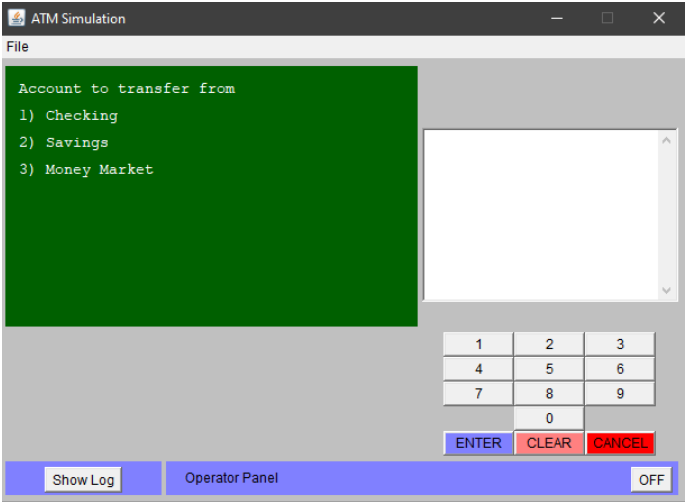 ATM Simulation
File
Account to transfer from
1) Checking
2) Savings
3) Money Market
1 2 3
4 5 6
7 8 9
0
ENTER CLEAR CANCEL
Show Log Operator Panel OFF